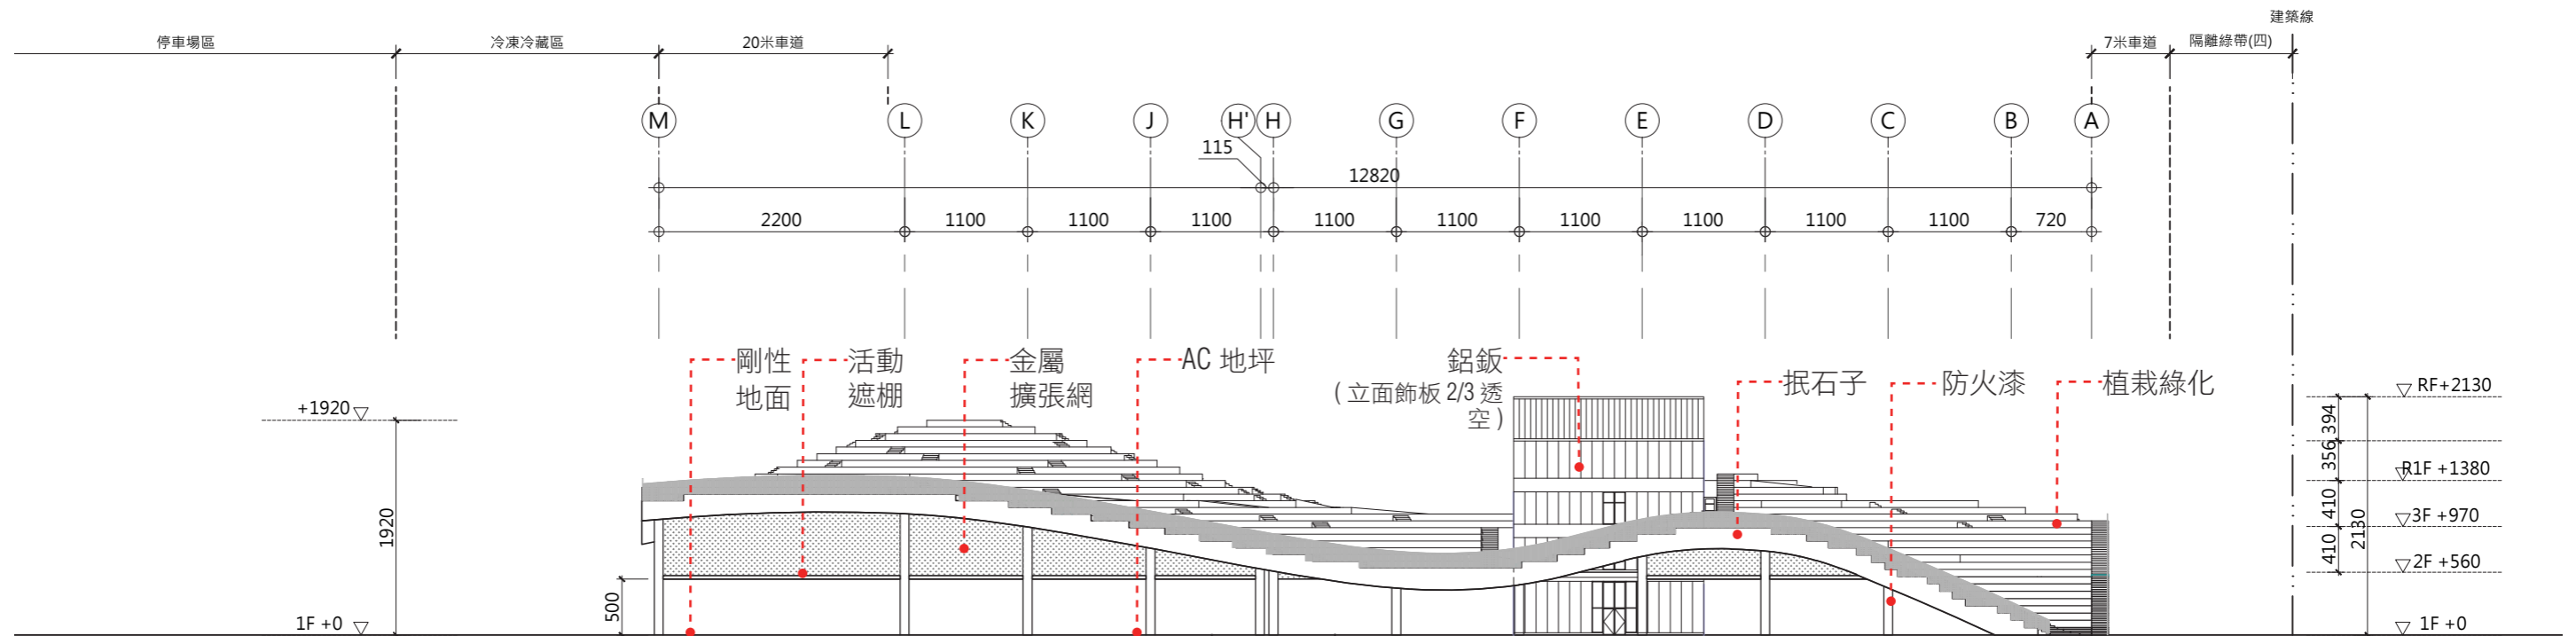 建築線
停車場區
冷凍冷藏區
20米車道
7米車道
隔離綠帶(四)
M
L
K
J
H'
H
G
F
E
D
C
B
A
115
12820
2200
1100
1100
1100
1100
1100
1100
1100
1100
1100
720
剛性
地面
活動
遮棚
金屬
擴張網
AC 地坪
鋁鈑
(立面飾板 2/3 透
空)
抿石子
防火漆
植栽綠化
+1920
1920
500
1F +0
RF+2130
394
356
R1F +1380
410
2130
3F +970
410
2F +560
1F +0